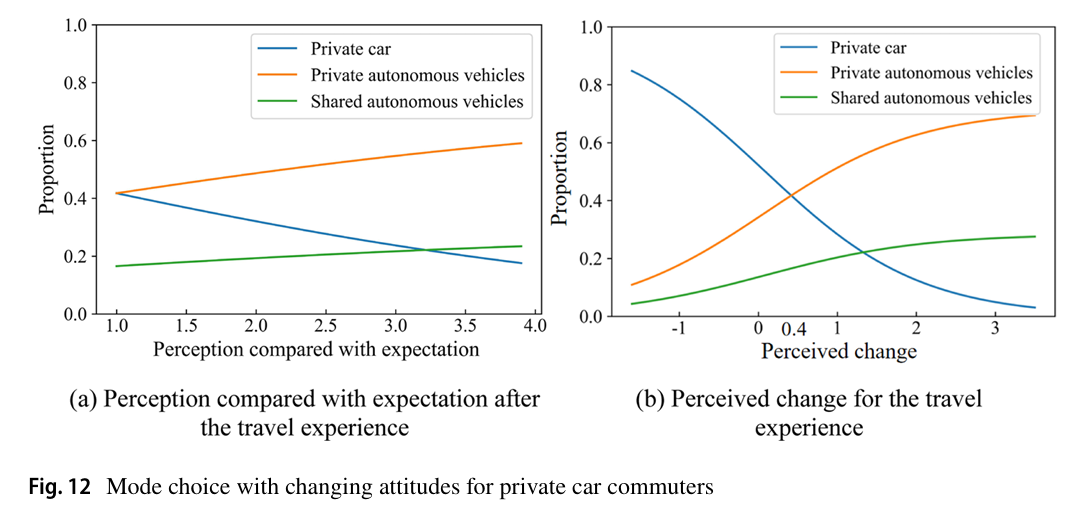 1.0
0.8
0.6
0.4
0.2
0.0
Proportion
Private car
Private autonomous vehicles
Shared autonomous vehicles
1.0 1.5 2.0 2.5 3.0 3.5 4.0
Perception compared with expectation
(a) Perception compared with expectation after
the travel experience
1.0
0.8
0.6
0.4
0.2
0.0
Proportion
Private car
Private autonomous vehicles
Shared autonomous vehicles
-1 0 0.4 1 2 3
Perceived change
(b) Perceived change for the travel
experience
Fig. 12 Mode choice with changing attitudes for private car commuters